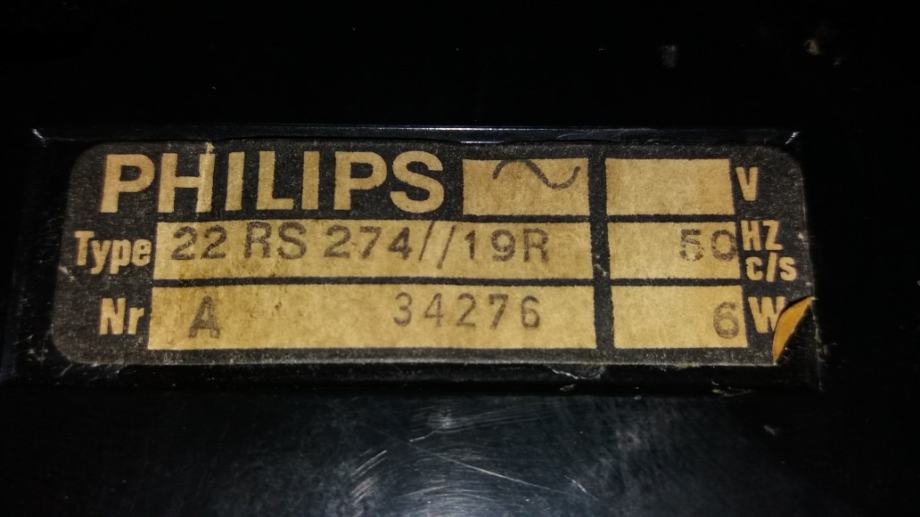 PHILIPS ~ V
Type 22 RS 274//19R 50 HZ c/s
Nr A 34276 6 W